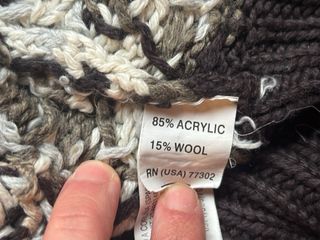 85% ACRYLIC
15% WOOL
RN (USA) 77302